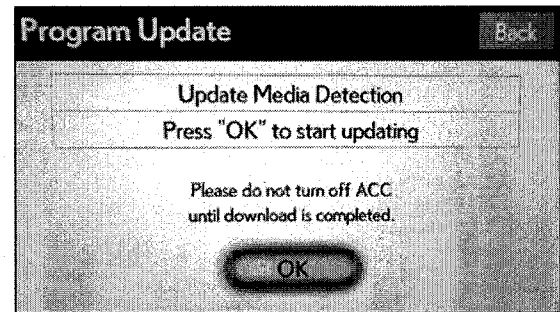 Program Update
Back
Update Media Detection
Press "OK" to start updating
Please do not turn off ACC
until download is completed.
OK